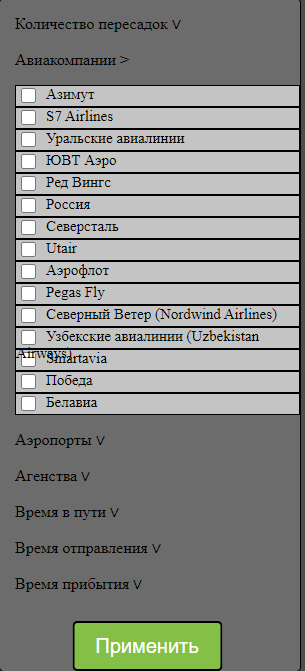 Количество пересадок V
Авиакомпании >
Азимут
S7 Airlines
Уральские авиалинии
ЮВТ Аэро
Ред Вингс
Россия
Северсталь
Utair
Аэрофлот
Pegas Fly
Северный Ветер (Nordwind Airlines)
Узбекские авиалинии (Uzbekistan
Airways)
Smartavia
Победа
Белавиа
Аэропорты V
Агенства V
Время в пути V
Время отправления V
Время прибытия V
Применить